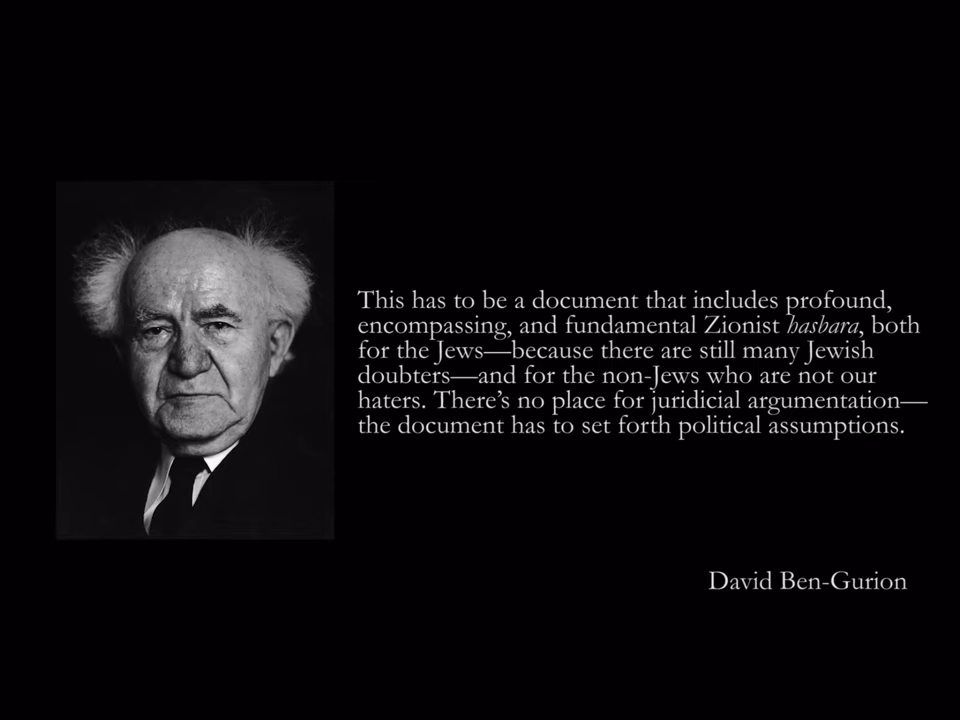 This has to be a document that includes profound,
encompassing, and fundamental Zionist hasbara, both
for the Jews—because there are still many Jewish
doubters—and for the non-Jews who are not our
haters. There's no place for juridicial argumentation—
the document has to set forth political assumptions.
David Ben-Gurion